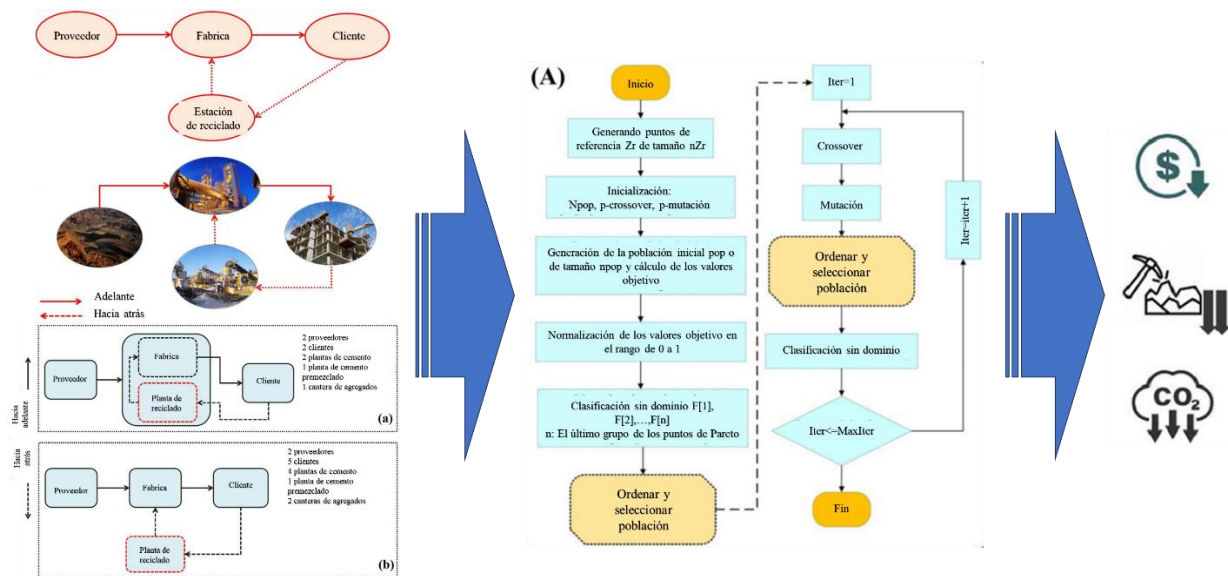 Proveedor
Fabrica
Cliente
Estación
de reciclado
Adelante
Hacia atrás
Hacia
adelante
Proveedor
Fabrica
Planta de
reciclado
Cliente
2 proveedores
2 clientes
2 plantas de cemento
1 planta de cemento
premezclado
1 cantera de agregados
(a)
Hacia
atrás
Proveedor
Fabrica
Cliente
Planta de
reciclado
2 proveedores
5 clientes
4 plantas de cemento
1 planta de cemento
premezclado
2 canteras de agregados
(b)
(A)
Inicio
Generando puntos de
referencia Zr de tamaño nZr
Inicialización:
Npop, p-crossover, p-mutación
Generación de la población inicial pop o
de tamaño npop y cálculo de los valores
objetivo
Normalización de los valores objetivo en
el rango de 0 a 1
Clasificación sin dominio F[1],
F[2],…,F[n]
n: El último grupo de los puntos de Pareto
Ordenar y
seleccionar
población
Iter=1
Crossover
Mutación
Ordenar y
seleccionar
población
Clasificación sin dominio
Iter<=MaxIter
Iter=iter+1
Fin
$
CO2